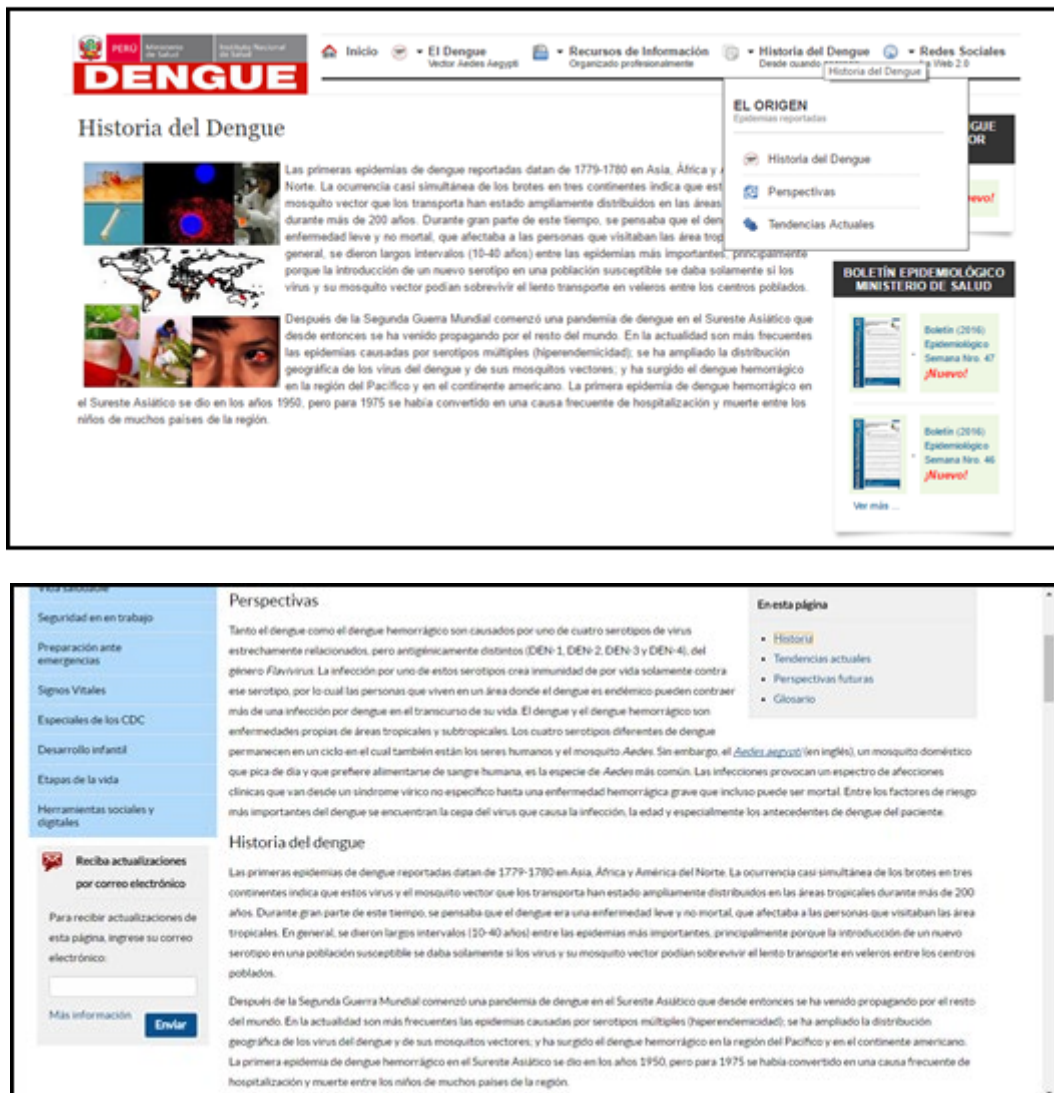 PERÚ Ministerio de Salud Instituto Nacional de Salud
DENGUE
Inicio
El Dengue
Vector Aedes Aegypti
Recursos de Información
Organizado profesionalmente
Historia del Dengue
Desde cuando
Redes Sociales
Web 2.0
Historia del Dengue
EL ORIGEN
Epidemias reportadas
Historia del Dengue
Perspectivas
Tendencias Actuales
Historia del Dengue
Las primeras epidemias de dengue reportadas datan de 1779-1780 en Asia, África y
Norte. La ocurrencia casi simultánea de los brotes en tres continentes indica que est
mosquito vector que los transporta han estado ampliamente distribuidos en las áreas
durante más de 200 años. Durante gran parte de este tiempo, se pensaba que el den
enfermedad leve y no mortal, que afectaba a las personas que visitaban las área trop
general, se dieron largos intervalos (10-40 años) entre las epidemias más importantes, principalmente
porque la introducción de un nuevo serotipo en una población susceptible se daba solamente si los
virus y su mosquito vector podían sobrevivir el lento transporte en veleros entre los centros poblados.
Después de la Segunda Guerra Mundial comenzó una pandemia de dengue en el Sureste Asiático que
desde entonces se ha venido propagando por el resto del mundo. En la actualidad son más frecuentes
las epidemias causadas por serotipos múltiples (hiperendemicidad); se ha ampliado la distribución
geográfica de los virus del dengue y de sus mosquitos vectores; y ha surgido el dengue hemorrágico
en la región del Pacífico y en el continente americano. La primera epidemia de dengue hemorrágico en
el Sureste Asiático se dio en los años 1950, pero para 1975 se había convertido en una causa frecuente de hospitalización y muerte entre los
niños de muchos países de la región.
GUE
OR
evo!
BOLETÍN EPIDEMIOLÓGICO
MINISTERIO DE SALUD
Boletín (2016)
Epidemiológico
Semana Nro. 47
¡Nuevo!
Boletín (2016)
Epidemiológico
Semana Nro. 46
¡Nuevo!
Ver más ...
Vida saludable
Seguridad en en trabajo
Preparación ante
emergencias
Signos Vitales
Especiales de los CDC
Desarrollo infantil
Etapas de la vida
Herramientas sociales y
digitales
Reciba actualizaciones
por correo electrónico
Para recibir actualizaciones de
esta página, ingrese su correo
electrónico:
Más información
Enviar
Perspectivas
Tanto el dengue como el dengue hemorrágico son causados por uno de cuatro serotipos de virus
estrechamente relacionados, pero antigénicamente distintos (DEN-1, DEN-2, DEN-3 y DEN-4), del
género Flavivirus. La infección por uno de estos serotipos crea inmunidad de por vida solamente contra
ese serotipo, por lo cual las personas que viven en un área donde el dengue es endémico pueden contraer
más de una infección por dengue en el transcurso de su vida. El dengue y el dengue hemorrágico son
enfermedades propias de áreas tropicales y subtropicales. Los cuatro serotipos diferentes de dengue
permanecen en un ciclo en el cual también están los seres humanos y el mosquito Aedes. Sin embargo, el Aedes aegypti (en inglés), un mosquito doméstico
que pica de día y que prefiere alimentarse de sangre humana, es la especie de Aedes más común. Las infecciones provocan un espectro de afecciones
clínicas que van desde un síndrome vírico no específico hasta una enfermedad hemorrágica grave que incluso puede ser mortal. Entre los factores de riesgo
más importantes del dengue se encuentran la cepa del virus que causa la infección, la edad y especialmente los antecedentes de dengue del paciente.
En esta página
Historia
Tendencias actuales
Perspectivas futuras
Glosario
Historia del dengue
Las primeras epidemias de dengue reportadas datan de 1779-1780 en Asia, África y América del Norte. La ocurrencia casi simultánea de los brotes en tres
continentes indica que estos virus y el mosquito vector que los transporta han estado ampliamente distribuidos en las áreas tropicales durante más de 200
años. Durante gran parte de este tiempo, se pensaba que el dengue era una enfermedad leve y no mortal, que afectaba a las personas que visitaban las área
tropicales. En general, se dieron largos intervalos (10-40 años) entre las epidemias más importantes, principalmente porque la introducción de un nuevo
serotipo en una población susceptible se daba solamente si los virus y su mosquito vector podían sobrevivir el lento transporte en veleros entre los centros
poblados.
Después de la Segunda Guerra Mundial comenzó una pandemia de dengue en el Sureste Asiático que desde entonces se ha venido propagando por el resto
del mundo. En la actualidad son más frecuentes las epidemias causadas por serotipos múltiples (hiperendemicidad); se ha ampliado la distribución
geográfica de los virus del dengue y de sus mosquitos vectores; y ha surgido el dengue hemorrágico en la región del Pacífico y en el continente americano.
La primera epidemia de dengue hemorrágico en el Sureste Asiático se dio en los años 1950, pero para 1975 se había convertido en una causa frecuente de
hospitalización y muerte entre los niños de muchos países de la región.